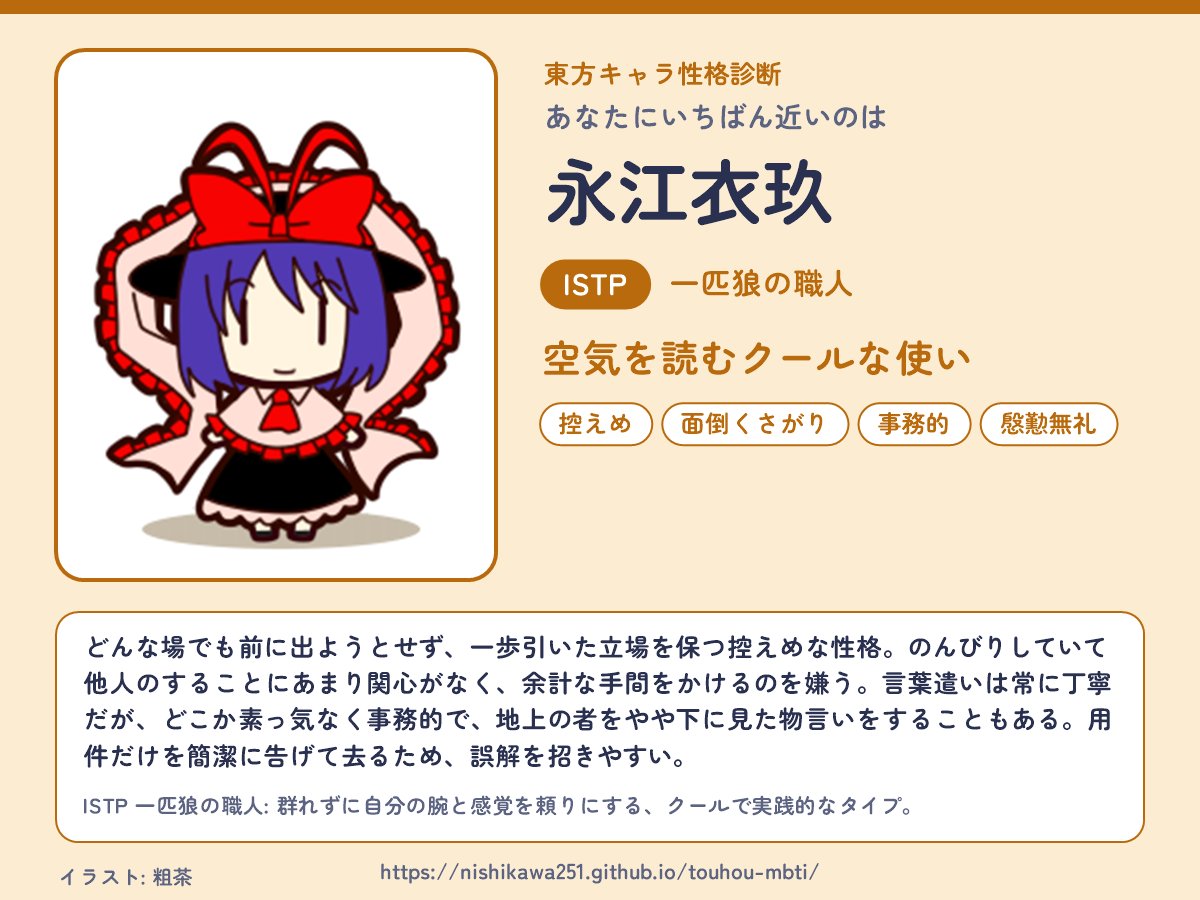 東方キャラ性格診断
あなたにいちばん近いのは
永江衣玖
ISTP 一匹狼の職人
空気を読むクールな使い
控えめ 面倒くさがり 事務的 慇懃無礼
どんな場でも前に出ようとせず、一歩引いた立場を保つ控えめな性格。のんびりしていて
他人のすることにあまり関心がなく、余計な手間をかけるのを嫌う。言葉遣いは常に丁寧
だが、どこか素っ気なく事務的で、地上の者をやや下に見た物言いをすることもある。用
件だけを簡潔に告げて去るため、誤解を招きやすい。
ISTP 一匹狼の職人: 群れずに自分の腕と感覚を頼りにする、クールで実践的なタイプ。
イラスト: 粗茶
https://nishikawa251.github.io/touhou-mbti/